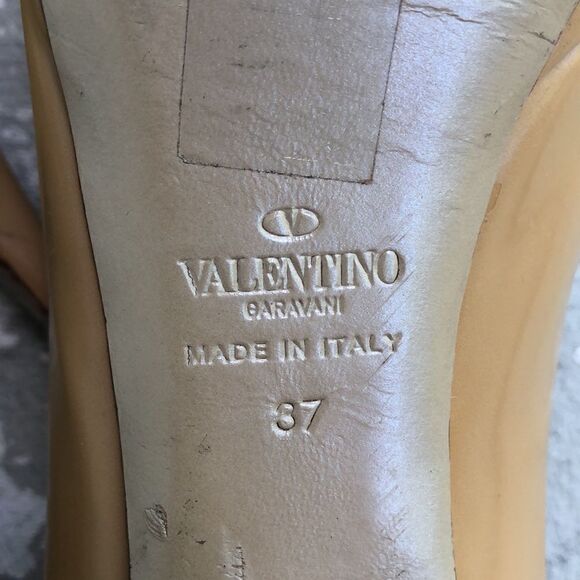 V
VALENTINO
GARAVANI
MADE IN ITALY
37